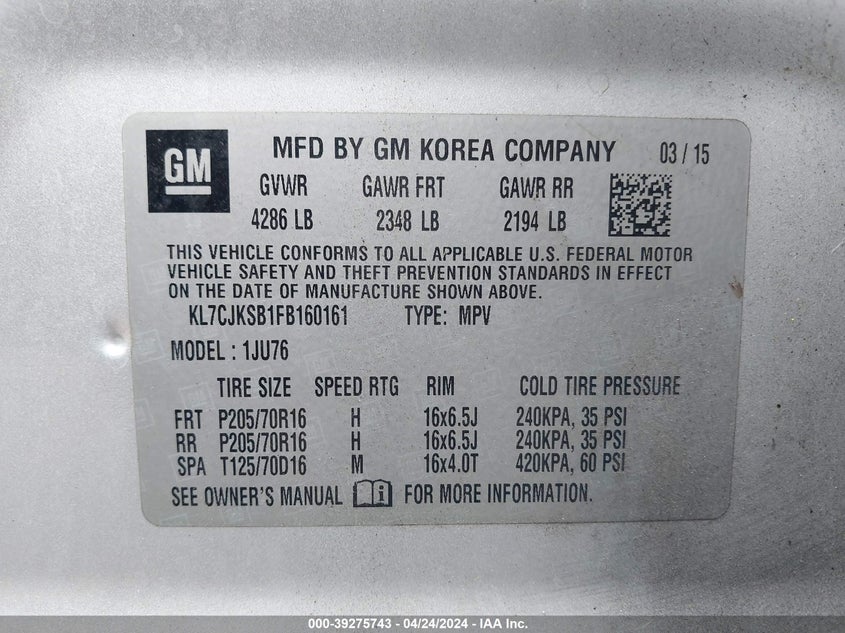 GM
MFD BY GM KOREA COMPANY 03 / 15
GVWR GAWR FRT GAWR RR
4286 LB 2348 LB 2194 LB
THIS VEHICLE CONFORMS TO ALL APPLICABLE U.S. FEDERAL MOTOR
VEHICLE SAFETY AND THEFT PREVENTION STANDARDS IN EFFECT
ON THE DATE OF MANUFACTURE SHOWN ABOVE.
KL7CJKSB1FB160161 TYPE: MPV
MODEL : 1JU76
TIRE SIZE SPEED RTG RIM COLD TIRE PRESSURE
FRT P205/70R16 H 16x6.5J 240KPA, 35 PSI
RR P205/70R16 H 16x6.5J 240KPA, 35 PSI
SPA T125/70D16 M 16x4.0T 420KPA, 60 PSI
SEE OWNER'S MANUAL FOR MORE INFORMATION.
000-39275743 / 04/24/2024 - IAA Inc.